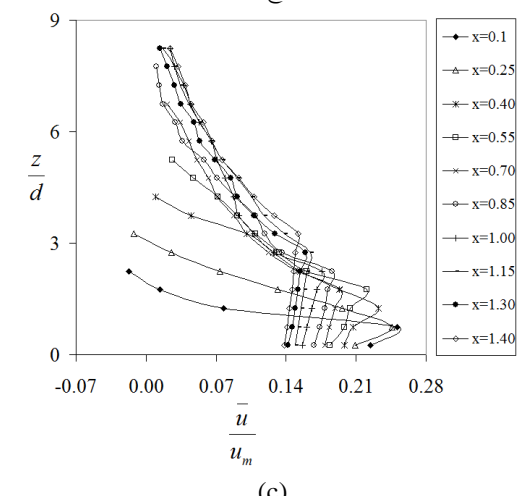 9
6
3
0
z
d
-0.07 0.00 0.07 0.14 0.21 0.28
u
u m
x=0.1
x=0.25
x=0.40
x=0.55
x=0.70
x=0.85
x=1.00
x=1.15
x=1.30
x=1.40
(c)